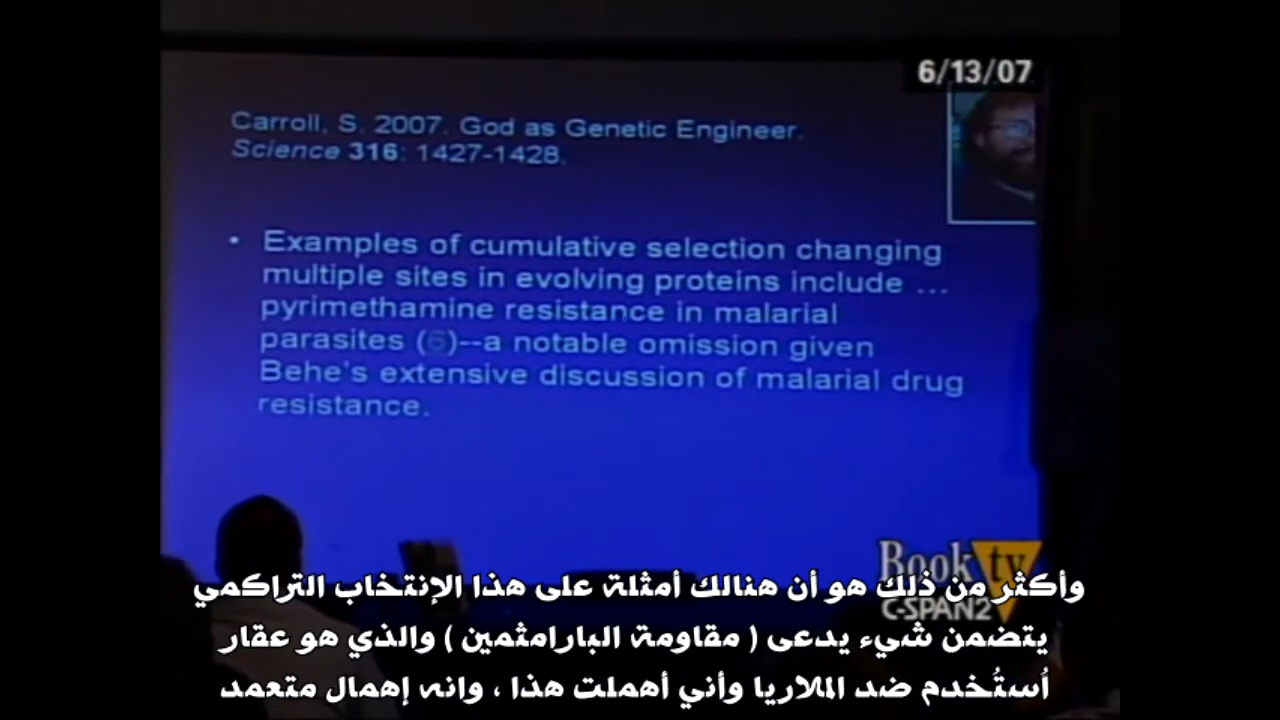 6/13/07
Carroll, S. 2007. God as Genetic Engineer.
Science 316: 1427-1428.
• Examples of cumulative selection changing
multiple sites in evolving proteins include ...
pyrimethamine resistance in malarial
parasites (6)--a notable omission given
Behe's extensive discussion of malarial drug
resistance.
Book tv
C-SPAN2
وأكثر من ذلك هو أن هنالك أمثلة على هذا الإنتخاب التراكمي
يتضمن شيء يدعى ( مقاومة البارامثمين ) والذي هو عقار
أستُخدم ضد الملاريا وأني أهملت هذا ، وانه إهمال متعمد